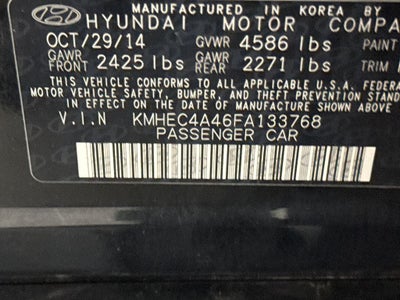 MANUFACTURED IN KOREA BY
HYUNDAI MOTOR COMPA
OCT/29/14 GVWR 4586 lbs PAINT
GAWR FRONT 2425 lbs GAWR REAR 2271 lbs TRIM
THIS VEHICLE CONFORMS TO ALL APPLICABLE U.S.A. FEDERA
MOTOR VEHICLE SAFETY, BUMPER, AND THEFT PREVENTION STAND
IN EFFECT ON THE DATE OF MANUFACTURE SHOWN ABOVE.
V.I.N KMHEC4A46FA133768
PASSENGER CAR